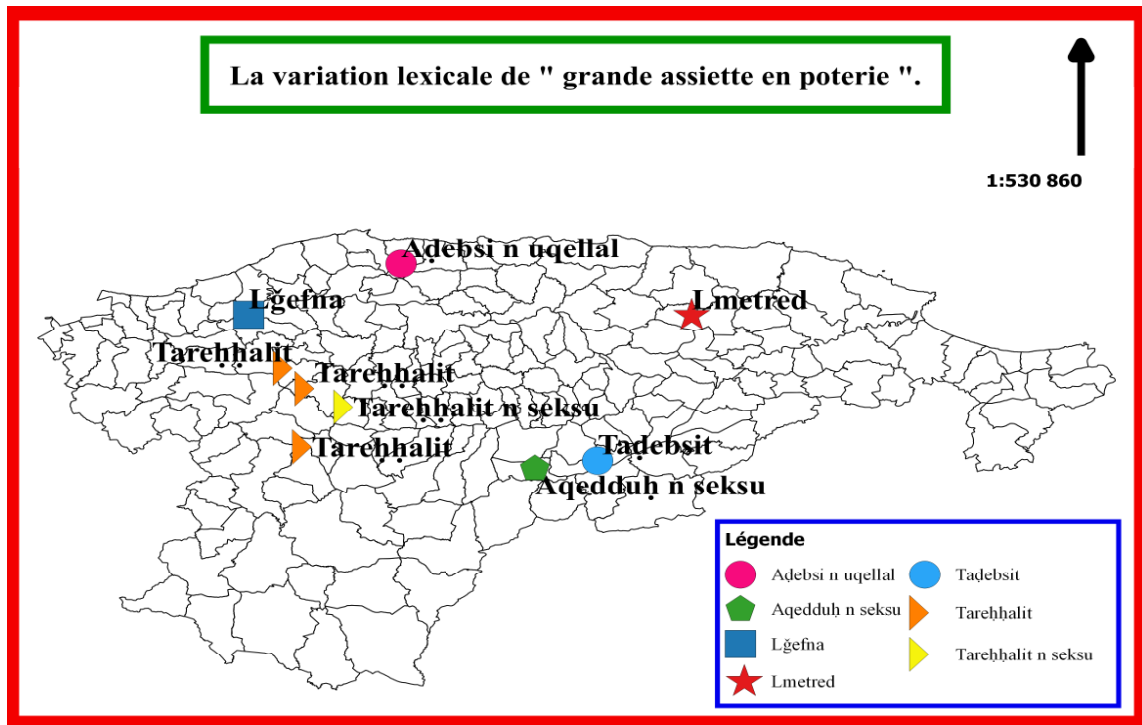 La variation lexicale de " grande assiette en poterie ".
1:530 860
Aḍebsi n uqellal
Lğefna
Lmetred
Tareḥḥalit
Tareḥḥalit
Tareḥḥalit n seksu
Tareḥḥalit
Taḍebsit
Aqedduḥ n seksu
Légende
Aḍebsi n uqellal
Taḍebsit
Aqedduḥ n seksu
Tareḥḥalit
Lğefna
Tareḥḥalit n seksu
Lmetred